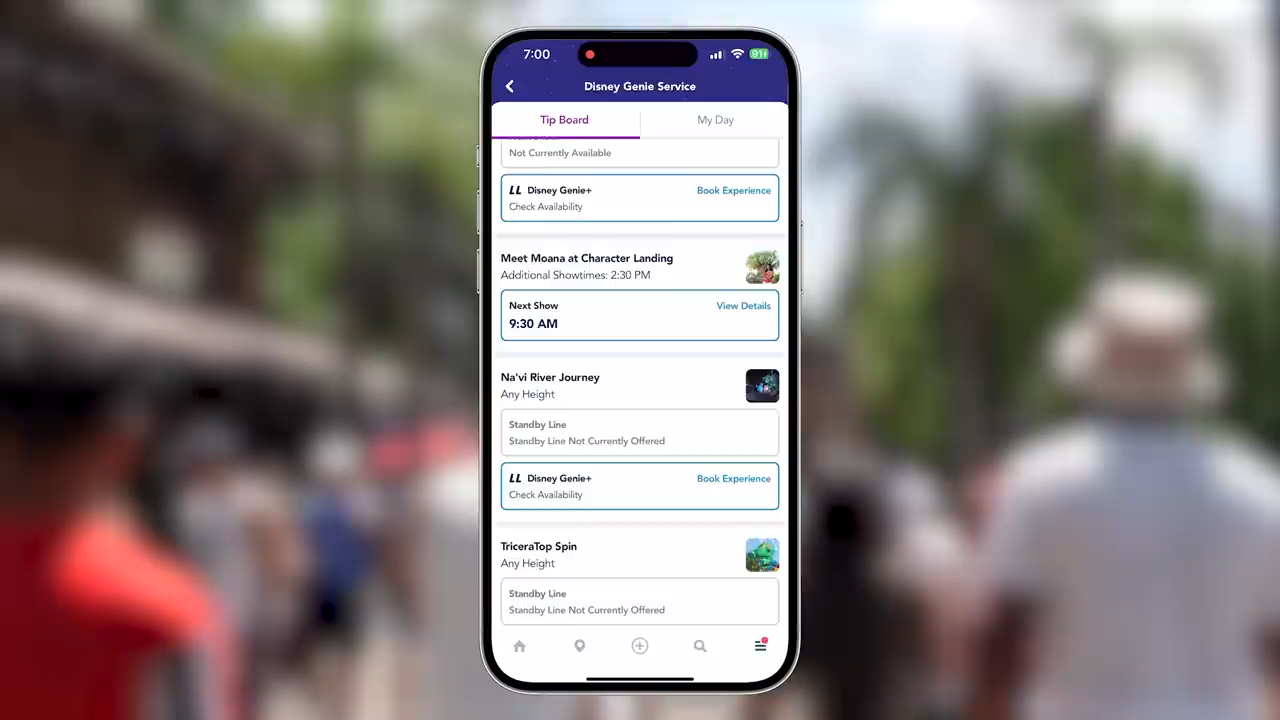 7:00
91
Disney Genie Service
Tip Board
My Day
Not Currently Available
LL Disney Genie+
Book Experience
Check Availability
Meet Moana at Character Landing
Additional Showtimes: 2:30 PM
Next Show
View Details
9:30 AM
Na'vi River Journey
Any Height
Standby Line
Standby Line Not Currently Offered
LL Disney Genie+
Book Experience
Check Availability
TriceraTop Spin
Any Height
Standby Line
Standby Line Not Currently Offered